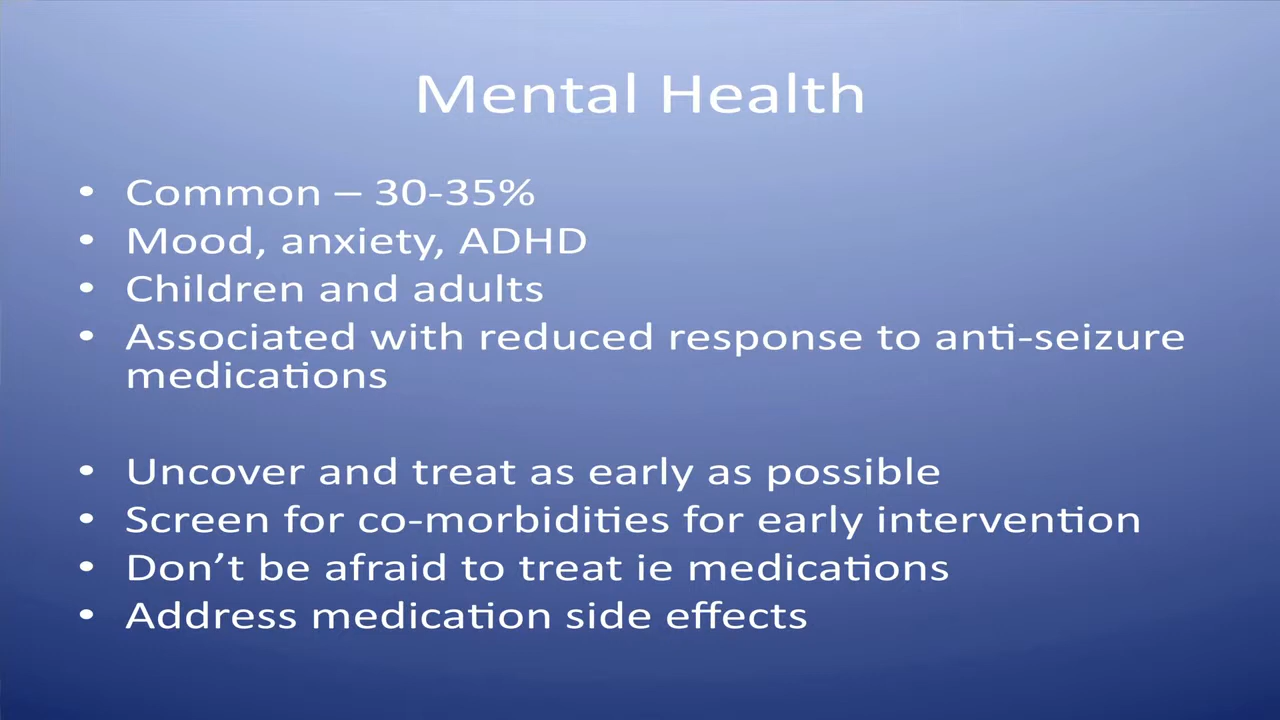 Mental Health
• Common – 30-35%
• Mood, anxiety, ADHD
• Children and adults
• Associated with reduced response to anti-seizure
medications
• Uncover and treat as early as possible
• Screen for co-morbidities for early intervention
• Don’t be afraid to treat ie medications
• Address medication side effects